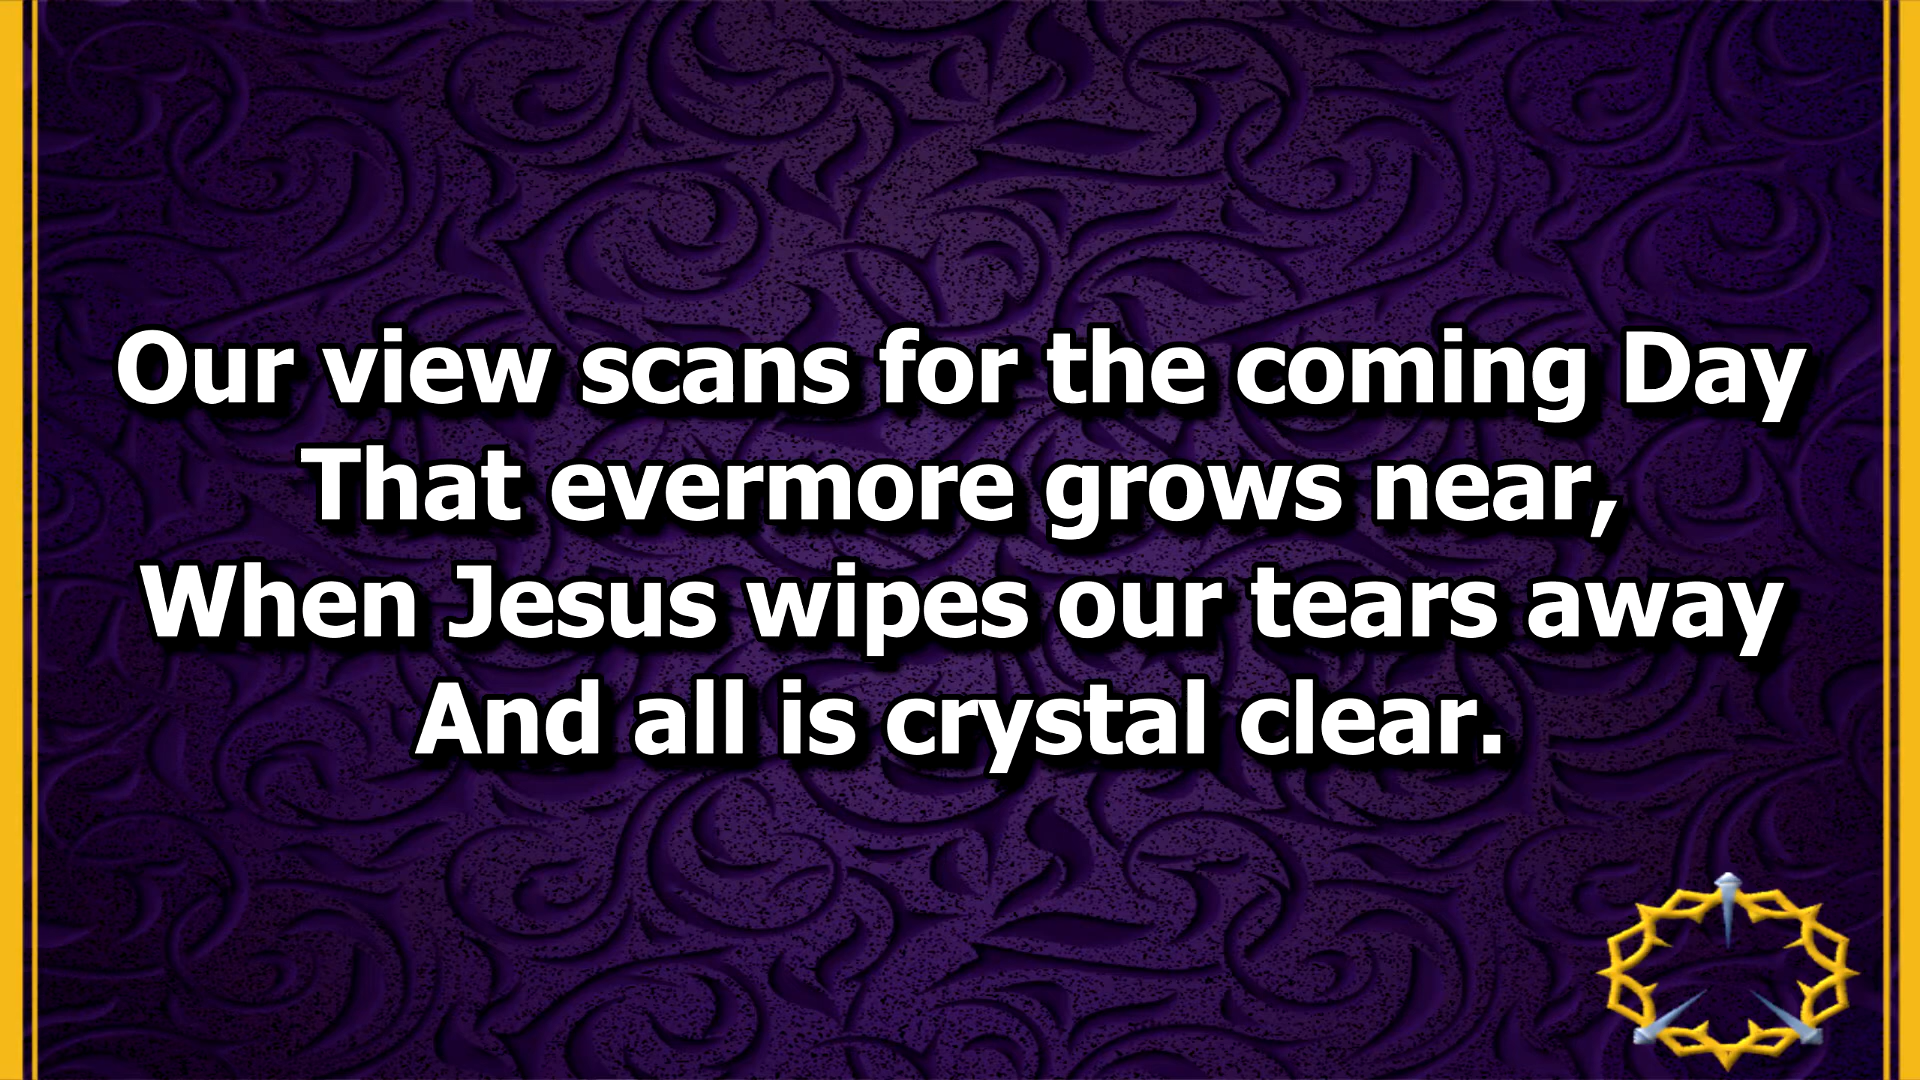 Our view scans for the coming Day
That evermore grows near,
When Jesus wipes our tears away
And all is crystal clear.